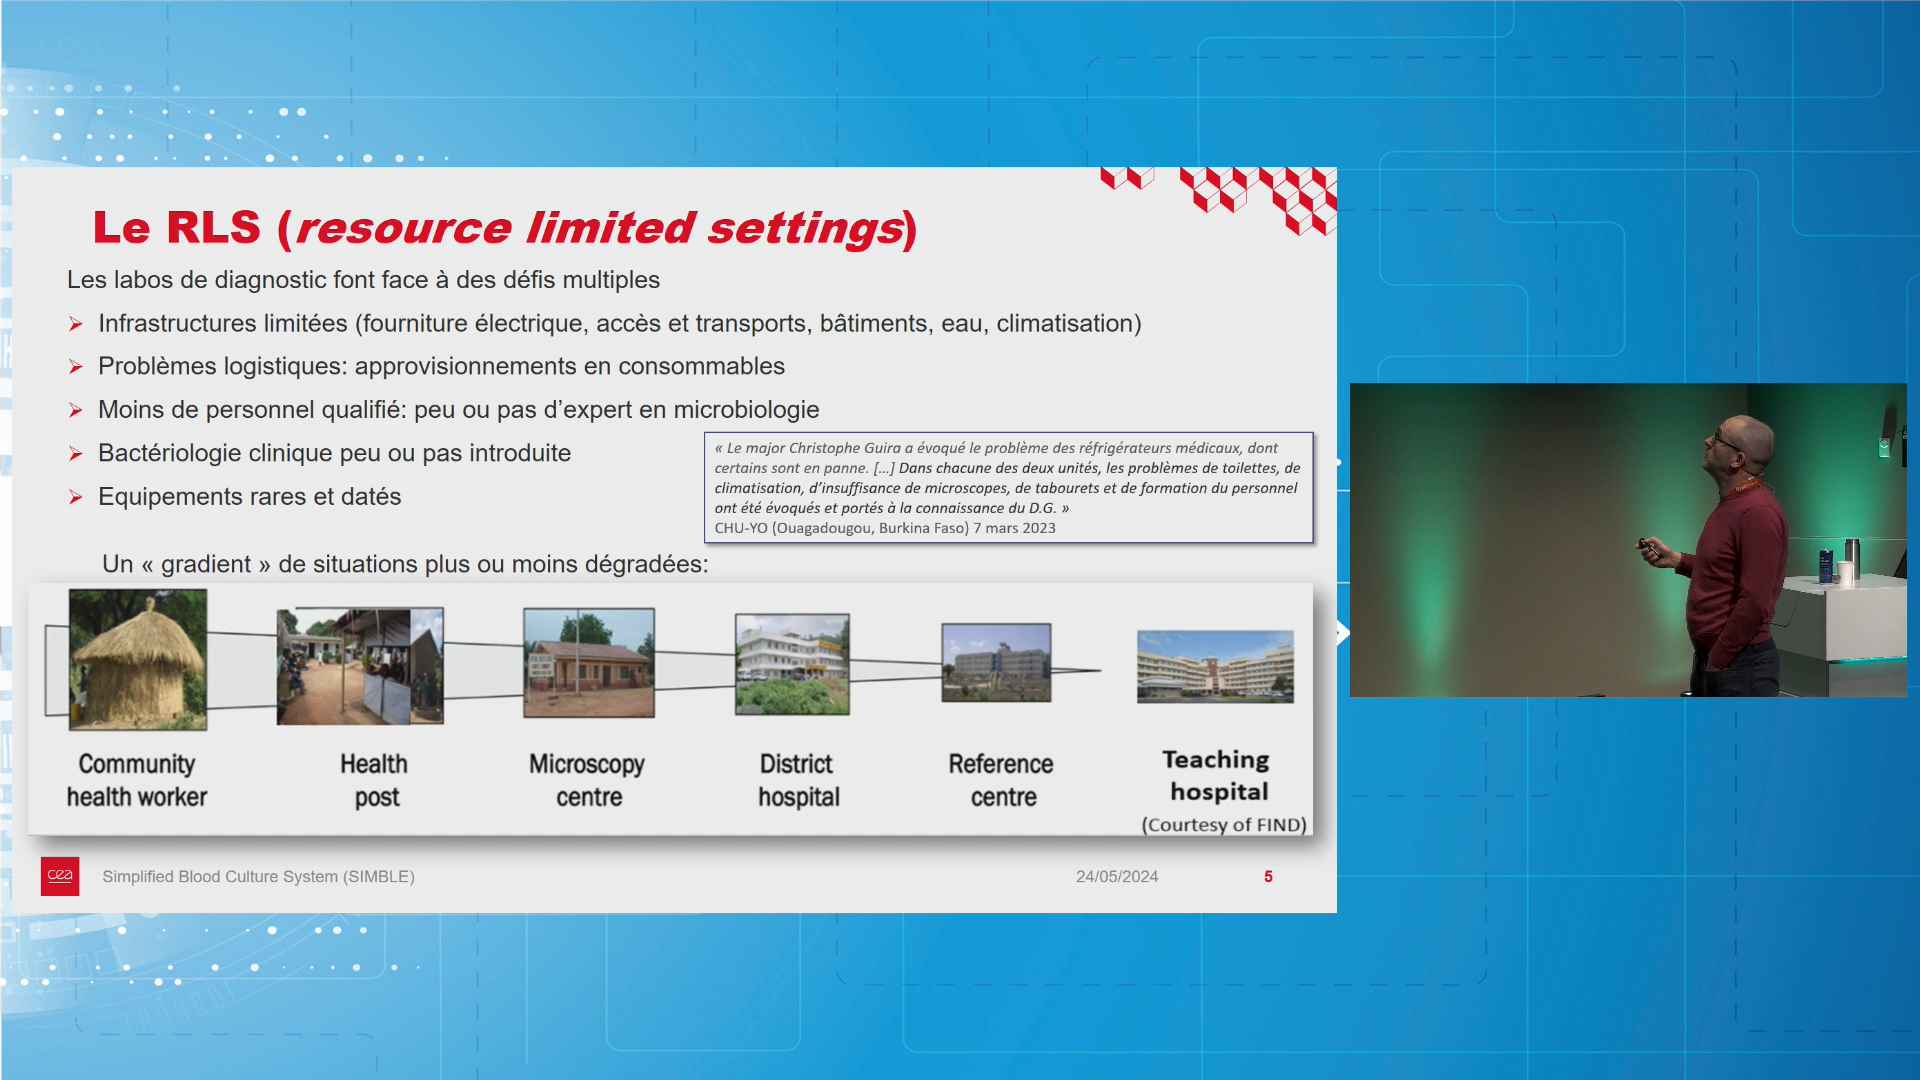 Le RLS (resource limited settings)
Les labos de diagnostic font face à des défis multiples
Infrastructures limitées (fourniture électrique, accès et transports, bâtiments, eau, climatisation)
Problèmes logistiques: approvisionnements en consommables
Moins de personnel qualifié: peu ou pas d'expert en microbiologie
Bactériologie clinique peu ou pas introduite
Equipements rares et datés
« Le major Christophe Guira a évoqué le problème des réfrigérateurs médicaux, dont
certains sont en panne. [...] Dans chacune des deux unités, les problèmes de toilettes, de
climatisation, d'insuffisance de microscopes, de tabourets et de formation du personnel
ont été évoqués et portés à la connaissance du D.G. »
CHU-YO (Ouagadougou, Burkina Faso) 7 mars 2023
Un « gradient » de situations plus ou moins dégradées:
Community
health worker
Health
post
Microscopy
centre
District
hospital
Reference
centre
Teaching
hospital
(Courtesy of FIND)
cea
Simplified Blood Culture System (SIMBLE)
24/05/2024
5